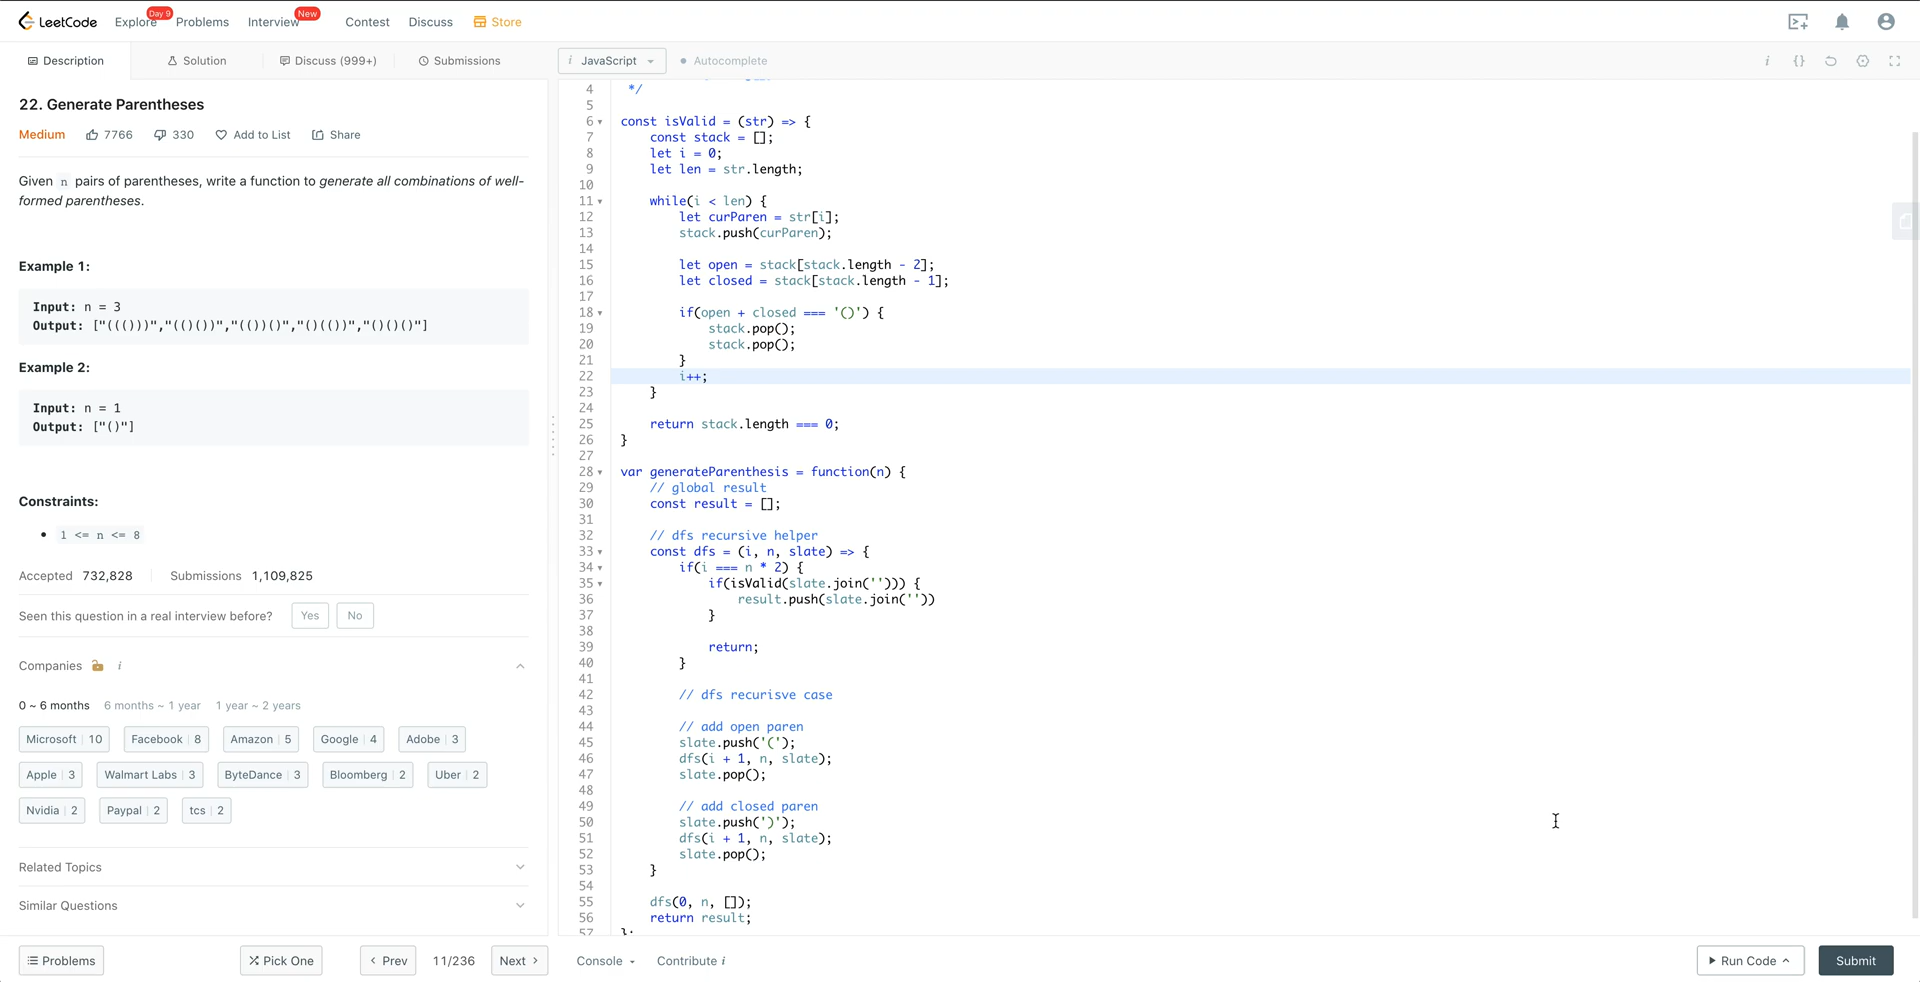 LeetCode
Explore
Day 9
Problems
Interview
New
Contest
Discuss
Store
Description
Solution
Discuss (999+)
Submissions
i JavaScript
Autocomplete
i {}
22. Generate Parentheses
Medium 7766 330 Add to List Share
Given n pairs of parentheses, write a function to generate all combinations of well-
formed parentheses.
Example 1:
Input: n = 3
Output: ["((()))","(()())","(())()","()(())","()()()"]
Example 2:
Input: n = 1
Output: ["()"]
Constraints:
1 <= n <= 8
Accepted 732,828 Submissions 1,109,825
Seen this question in a real interview before? Yes No
Companies i
0 ~ 6 months 6 months ~ 1 year 1 year ~ 2 years
Microsoft 10 Facebook 8 Amazon 5 Google 4 Adobe 3
Apple 3 Walmart Labs 3 ByteDance 3 Bloomberg 2 Uber 2
Nvidia 2 Paypal 2 tcs 2
Related Topics
Similar Questions
4 */
5
6 const isValid = (str) => {
7 const stack = [];
8 let i = 0;
9 let len = str.length;
10
11 while(i < len) {
12 let curParen = str[i];
13 stack.push(curParen);
14
15 let open = stack[stack.length - 2];
16 let closed = stack[stack.length - 1];
17
18 if(open + closed === '()') {
19 stack.pop();
20 stack.pop();
21 }
22 i++;
23 }
24
25 return stack.length === 0;
26 }
27
28 var generateParenthesis = function(n) {
29 // global result
30 const result = [];
31
32 // dfs recursive helper
33 const dfs = (i, n, slate) => {
34 if(i === n * 2) {
35 if(isValid(slate.join(''))) {
36 result.push(slate.join(''))
37 }
38
39 return;
40 }
41
42 // dfs recurisve case
43
44 // add open paren
45 slate.push('(');
46 dfs(i + 1, n, slate);
47 slate.pop();
48
49 // add closed paren
50 slate.push(')');
51 dfs(i + 1, n, slate);
52 slate.pop();
53 }
54
55 dfs(0, n, []);
56 return result;
57 };
Problems
Pick One
Prev 11/236 Next
Console
Contribute i
Run Code
Submit